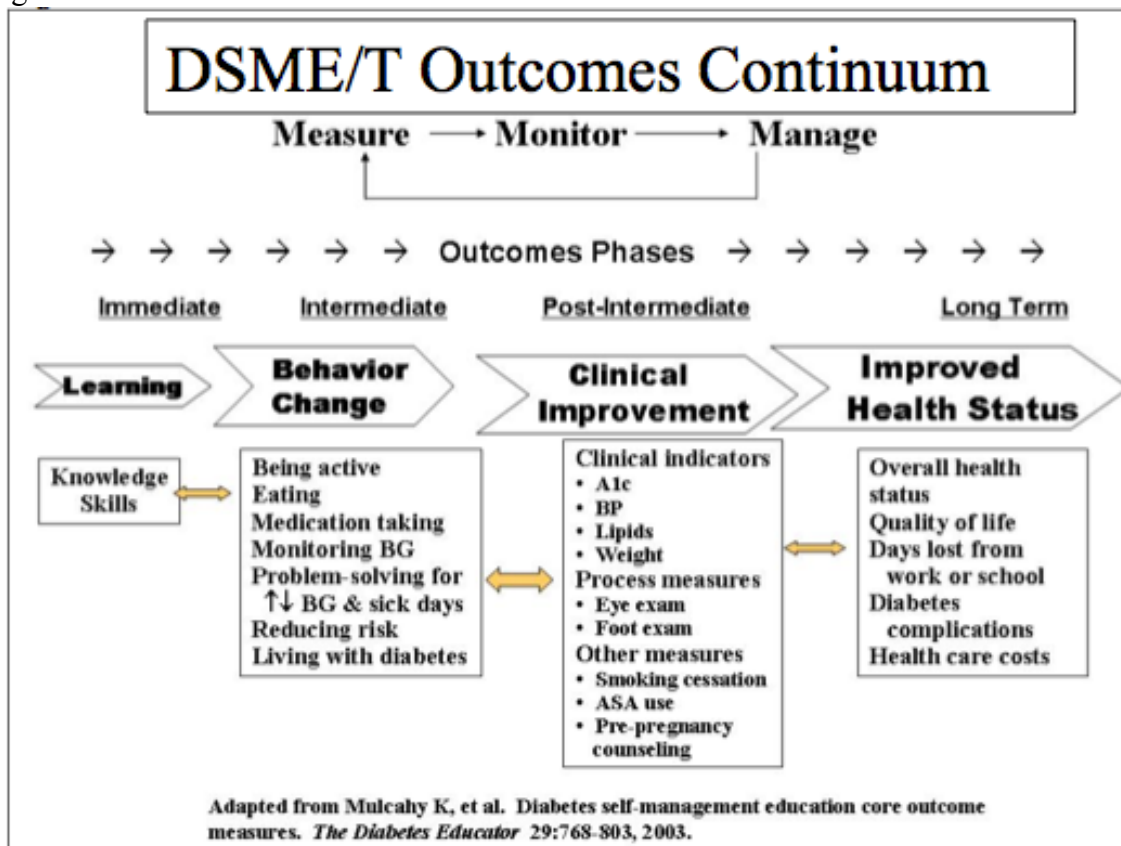 DSME/T Outcomes Continuum
Measure → Monitor → Manage
→ → → → → → Outcomes Phases → → → → → → →
Immediate Intermediate Post-Intermediate Long Term
Learning
Behavior
Change
Clinical
Improvement
Improved
Health Status
Knowledge
Skills
Being active
Eating
Medication taking
Monitoring BG
Problem-solving for
↑↓ BG & sick days
Reducing risk
Living with diabetes
Clinical indicators
• A1c
• BP
• Lipids
• Weight
Process measures
• Eye exam
• Foot exam
Other measures
• Smoking cessation
• ASA use
• Pre-pregnancy
counseling
Overall health
status
Quality of life
Days lost from
work or school
Diabetes
complications
Health care costs
Adapted from Mulcahy K, et al. Diabetes self-management education core outcome
measures. The Diabetes Educator 29:768-803, 2003.